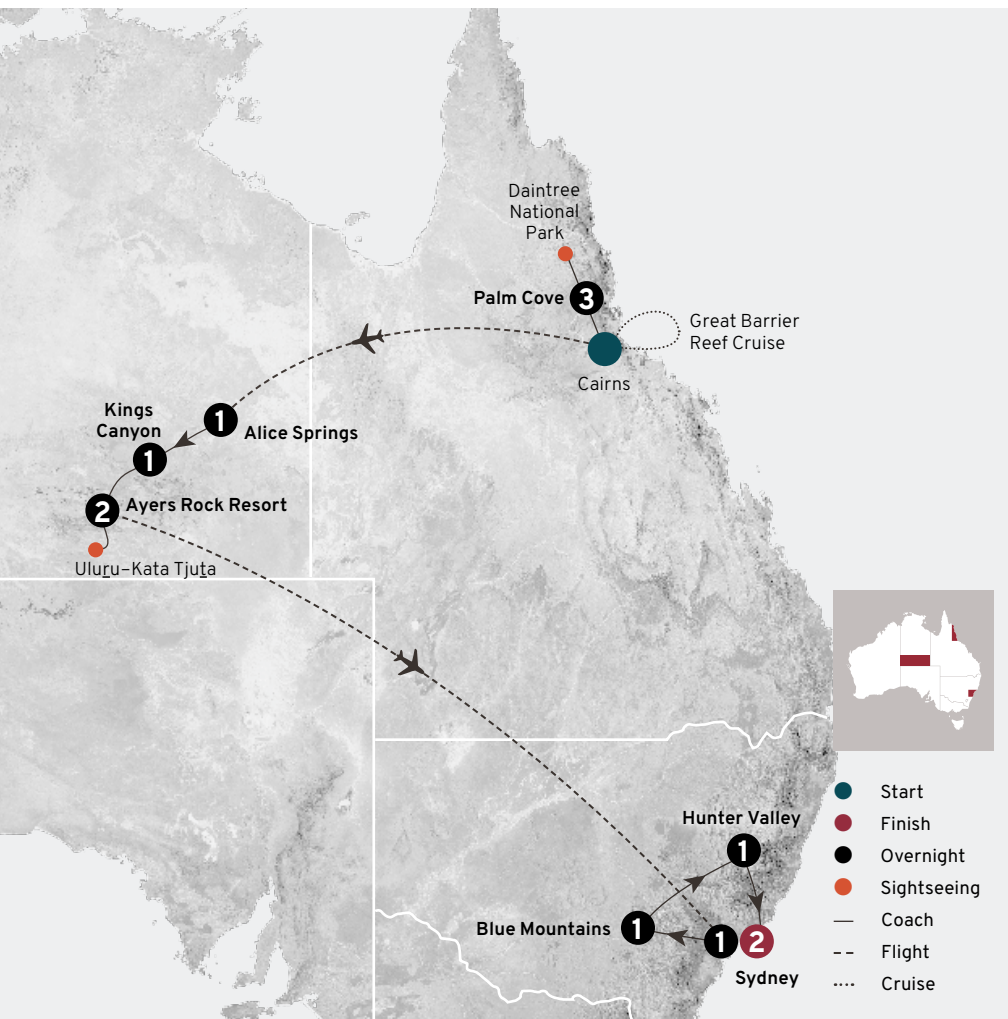 Daintree
National
Park
Palm Cove
3
Great Barrier
Reef Cruise
Cairns
Kings
Canyon
1
Alice Springs
1
2
Ayers Rock Resort
Uluṟu–Kata Tjuṯa
Start
Finish
Overnight
Sightseeing
Coach
Flight
Cruise
Hunter Valley
1
Blue Mountains
1
1
2
Sydney